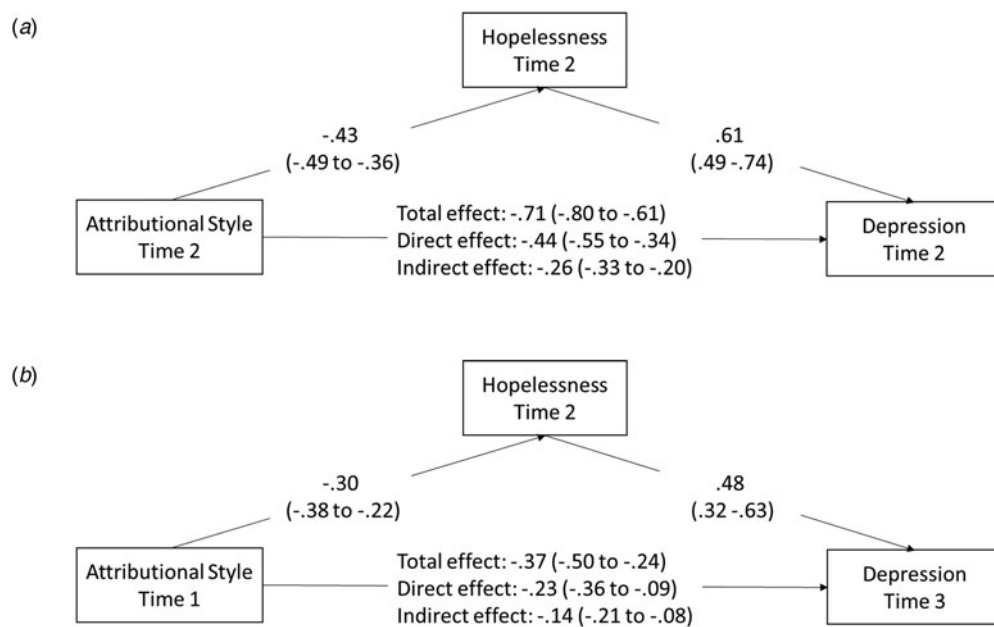 (a)
Hopelessness
Time 2
-.43
(-.49 to -.36)
.61
(.49 -.74)
Attributional Style
Time 2
Total effect: -.71 (-.80 to -.61)
Direct effect: -.44 (-.55 to -.34)
Indirect effect: -.26 (-.33 to -.20)
Depression
Time 2
(b)
Hopelessness
Time 2
-.30
(-.38 to -.22)
.48
(.32 -.63)
Attributional Style
Time 1
Total effect: -.37 (-.50 to -.24)
Direct effect: -.23 (-.36 to -.09)
Indirect effect: -.14 (-.21 to -.08)
Depression
Time 3